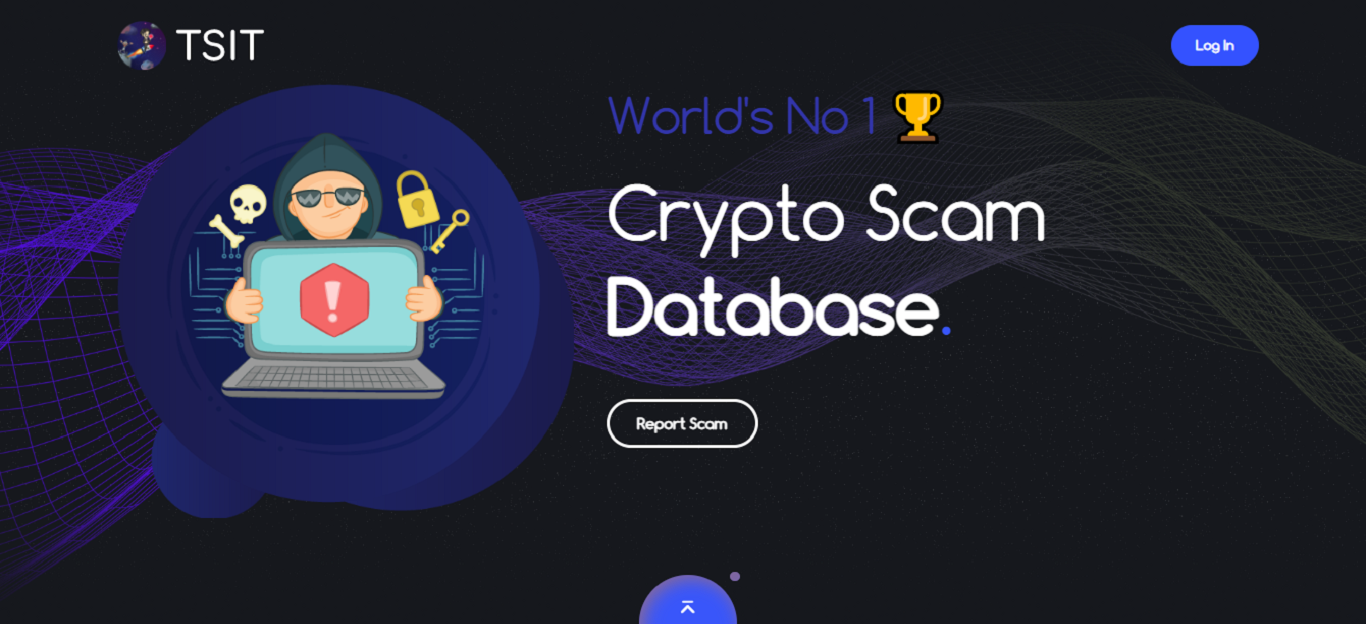 TSIT
Log In
World's No 1
Crypto Scam
Database.
Report Scam
!